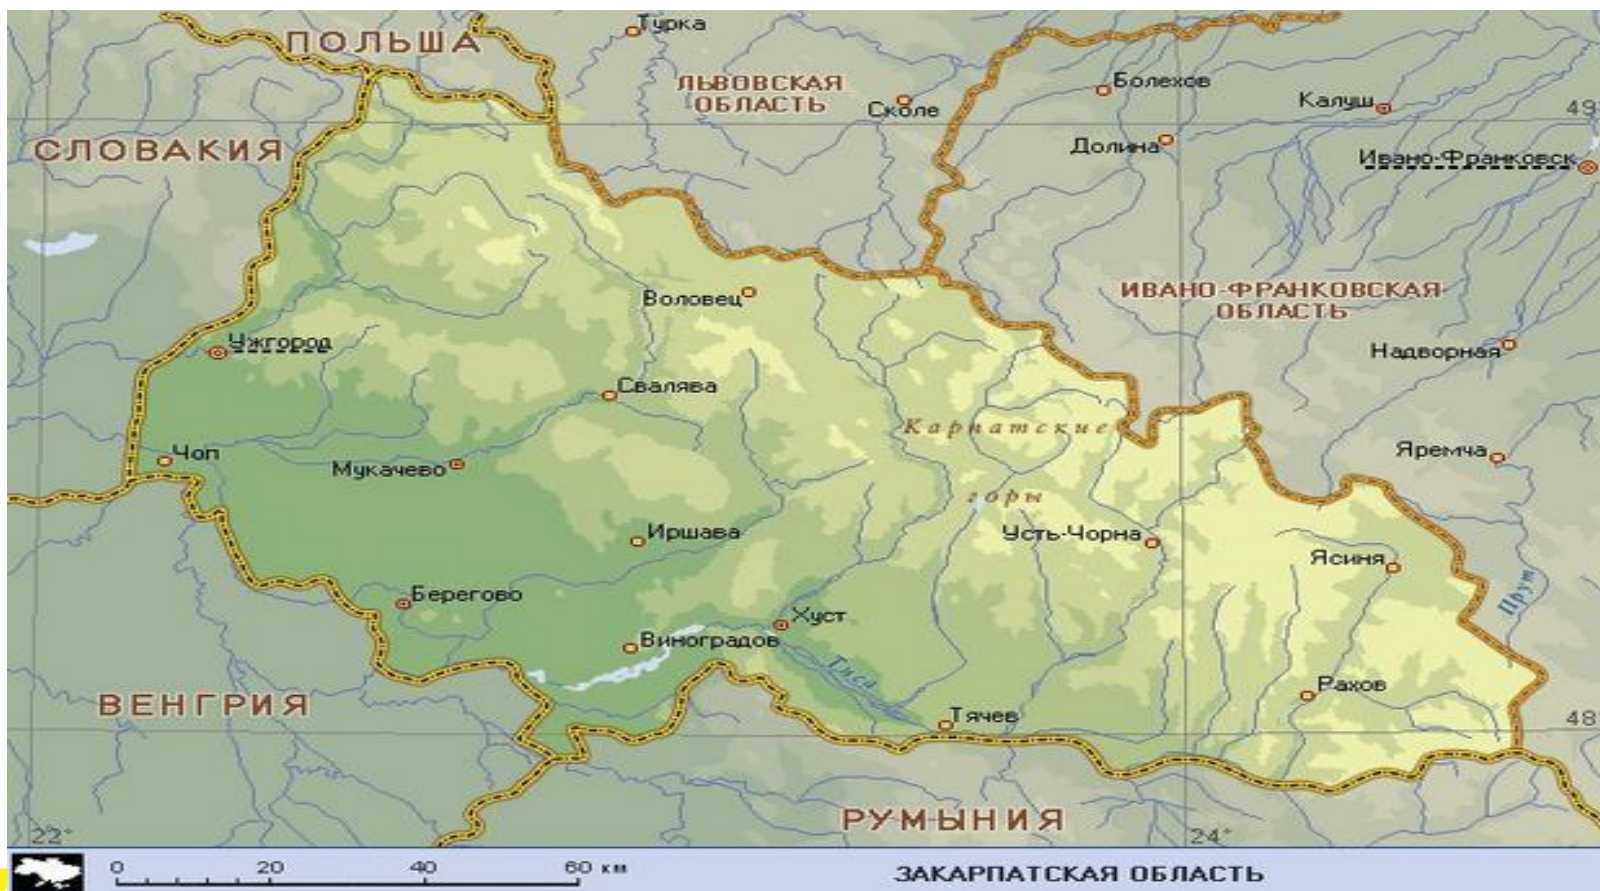 Турка
ПОЛЬША
ЛЬВОВСКАЯ
ОБЛАСТЬ
Сколе
Болехов
Калуш
49
СЛОВАКИЯ
Долина
Ивано-Франковск
Воловец
ИВАНО-ФРАНКОВСКАЯ
ОБЛАСТЬ
Ужгород
Надворная
Свалява
Карпатские
горы
Чоп
Мукачево
Яремча
Иршава
Усть-Чорна
Ясиня
Берегово
Прут
Хуст
Виноградов
Тиса
Рахов
ВЕНГРИЯ
Тячев
48
РУМЫНИЯ
22°
24°
0 20 40 60 км
ЗАКАРПАТСКАЯ ОБЛАСТЬ